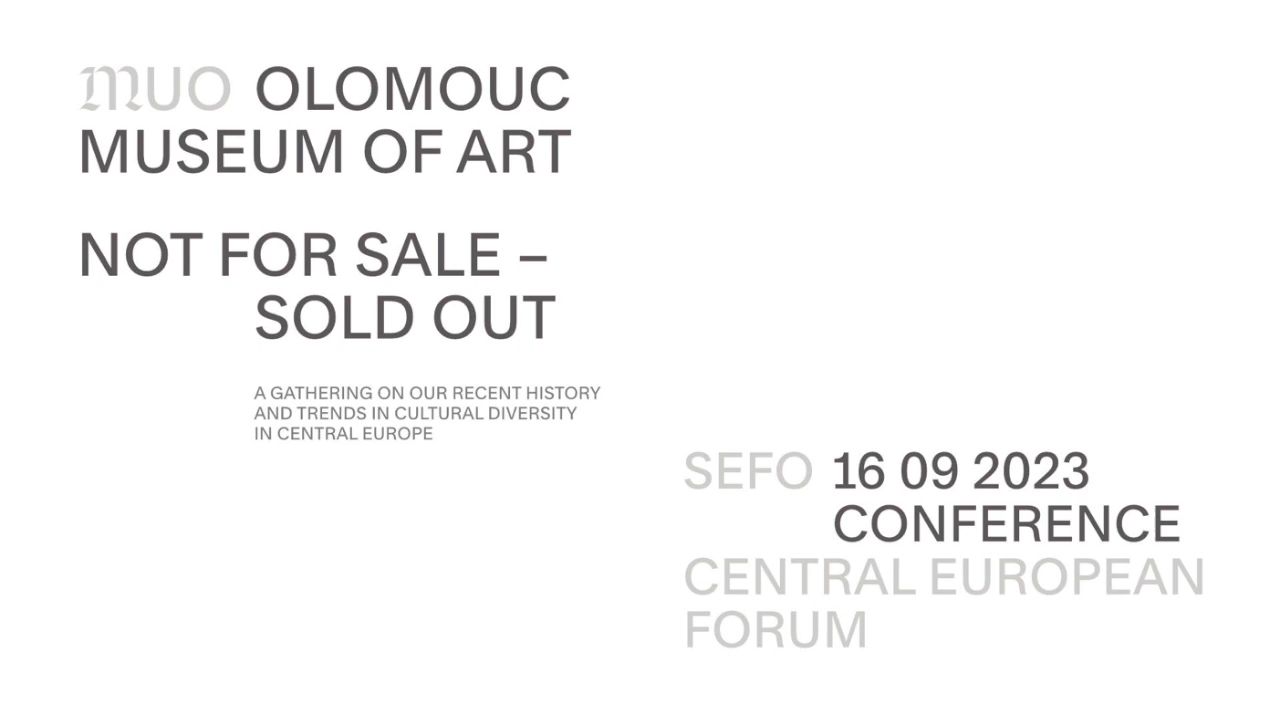 MUO OLOMOUC
MUSEUM OF ART
NOT FOR SALE –
SOLD OUT
A GATHERING ON OUR RECENT HISTORY
AND TRENDS IN CULTURAL DIVERSITY
IN CENTRAL EUROPE
SEFO 16 09 2023
CONFERENCE
CENTRAL EUROPEAN
FORUM